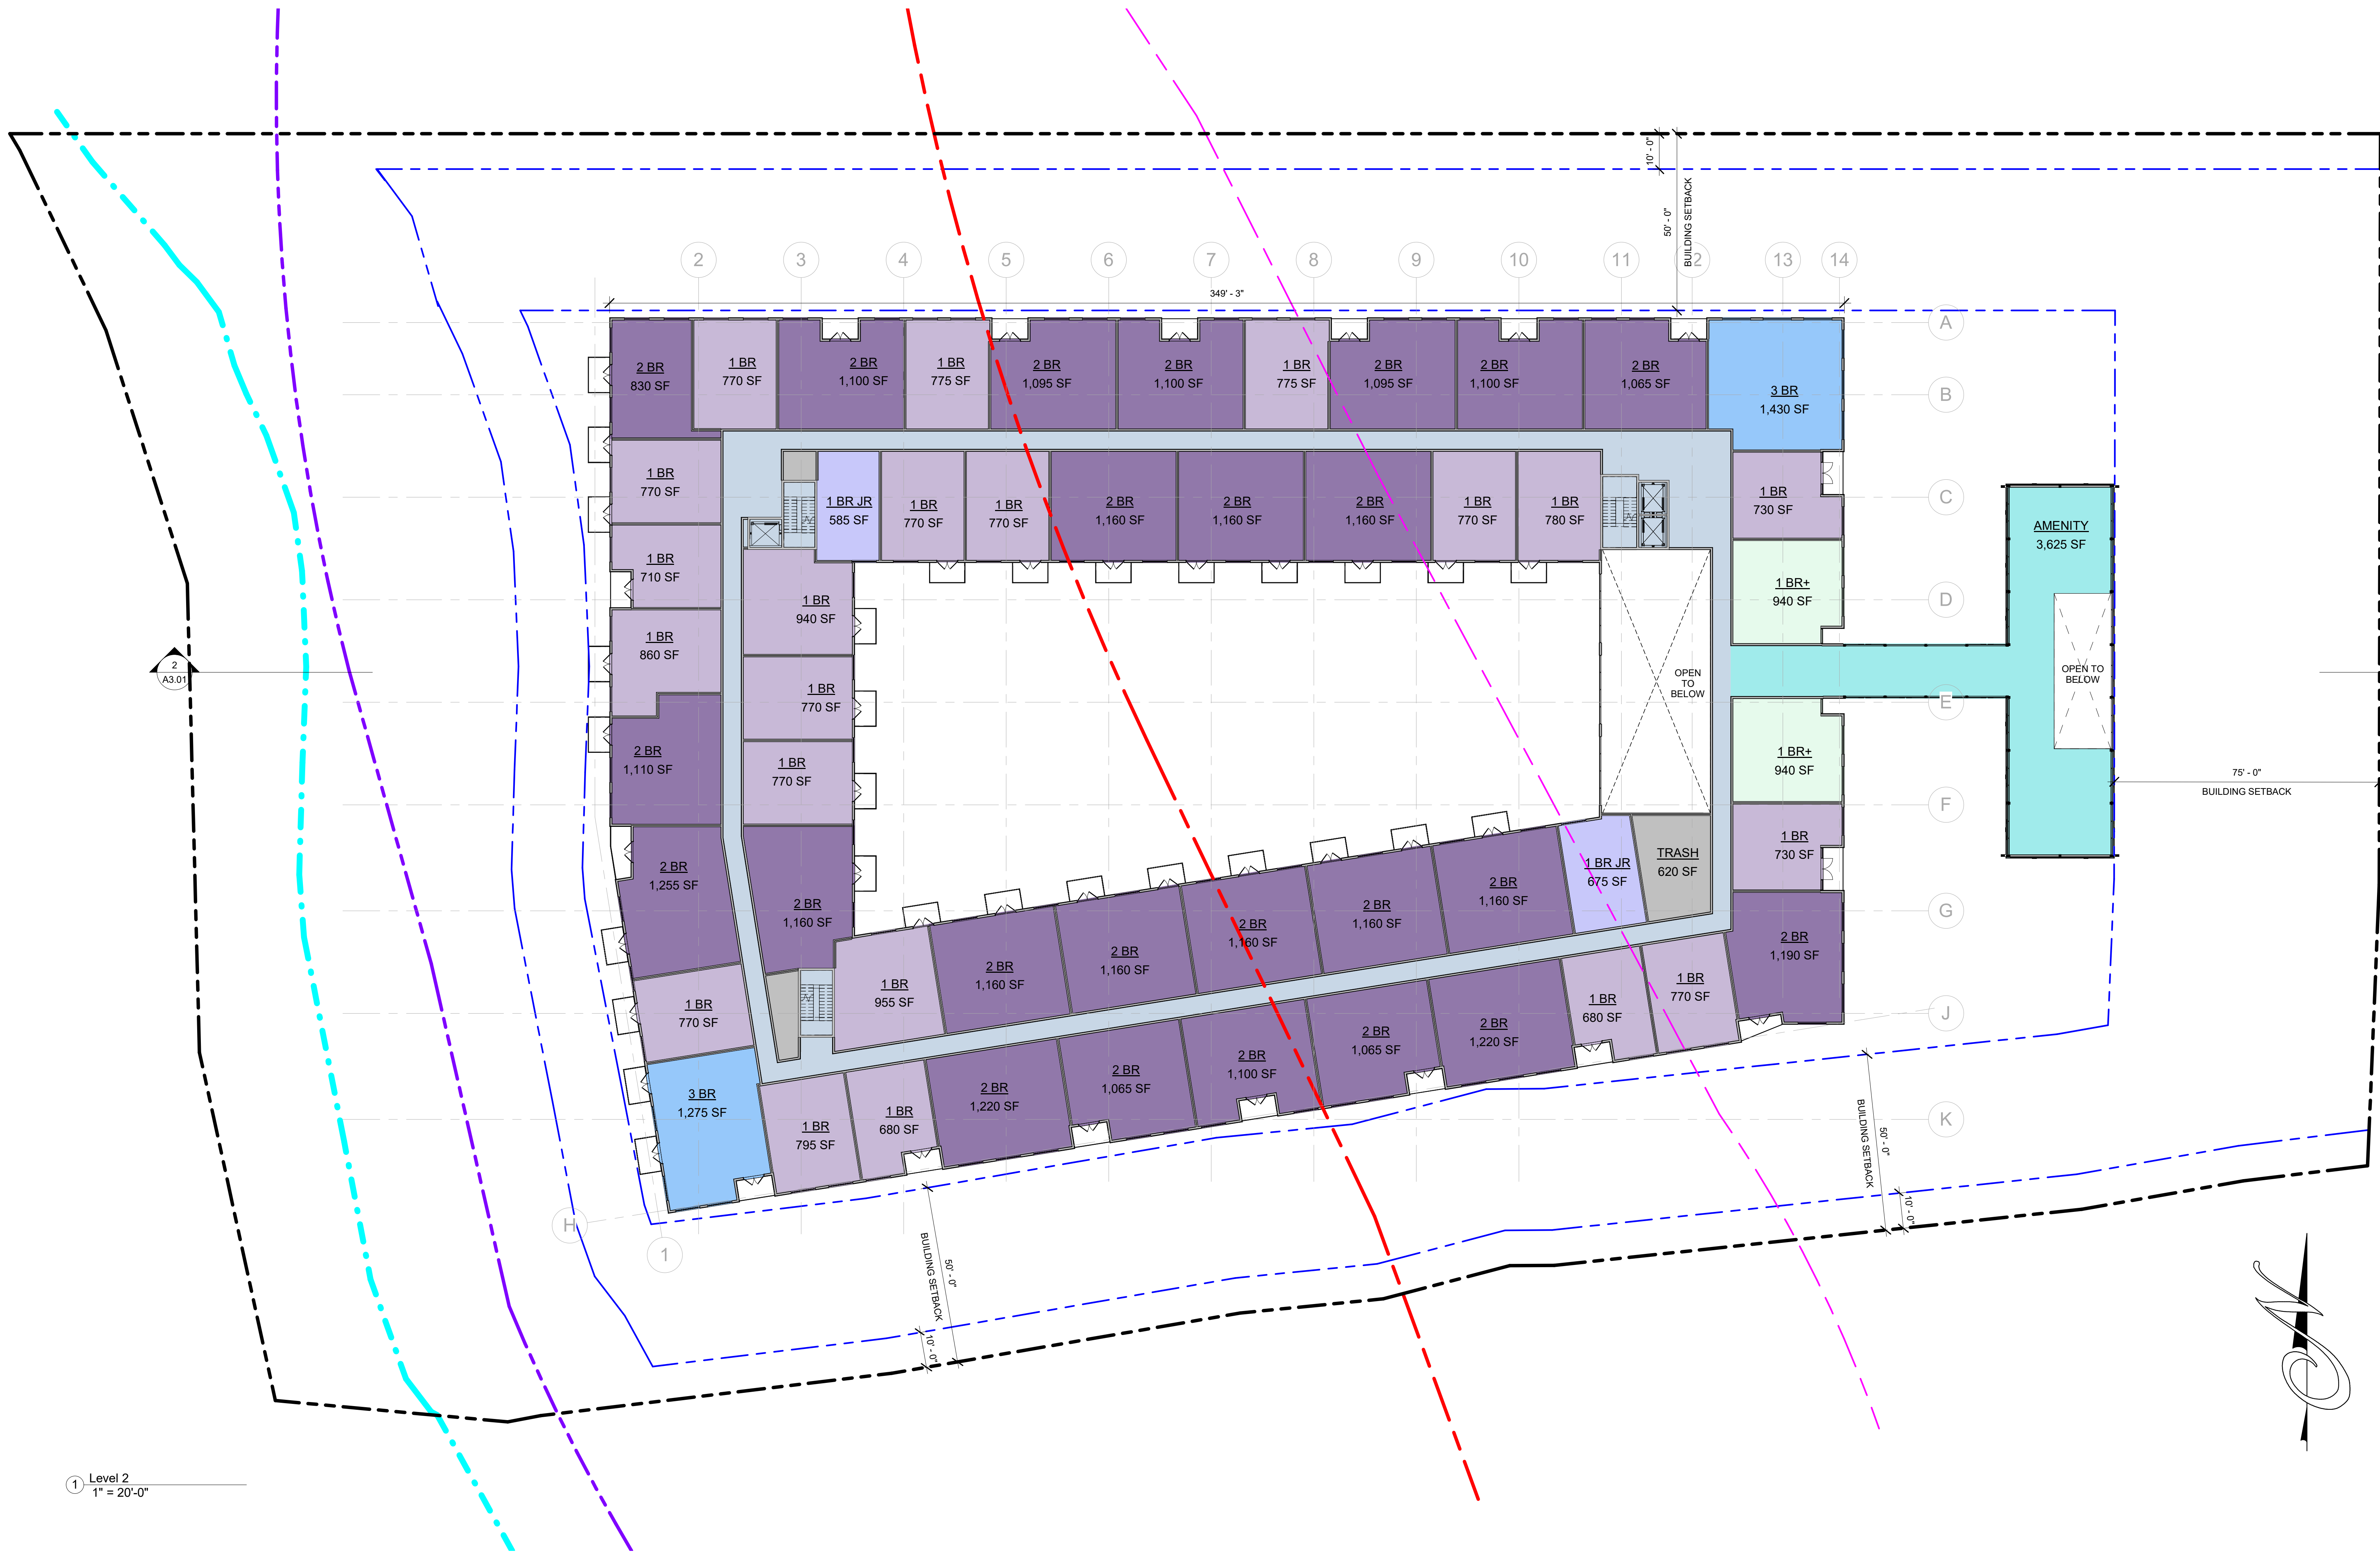 10' - 0"
50' - 0"
BUILDING SETBACK
2
3
4
5
6
7
8
9
10
11
12
13
14
349' - 3"
A
2 BR
830 SF
1 BR
770 SF
2 BR
1,100 SF
1 BR
775 SF
2 BR
1,095 SF
2 BR
1,100 SF
1 BR
775 SF
2 BR
1,095 SF
2 BR
1,100 SF
2 BR
1,065 SF
3 BR
1,430 SF
B
1 BR
770 SF
1 BR JR
585 SF
1 BR
770 SF
1 BR
770 SF
2 BR
1,160 SF
2 BR
1,160 SF
2 BR
1,160 SF
1 BR
770 SF
1 BR
780 SF
1 BR
730 SF
C
AMENITY
3,625 SF
1 BR
710 SF
1 BR
940 SF
1 BR+
940 SF
D
1 BR
860 SF
2
A3.01
1 BR
770 SF
OPEN
TO
BELOW
OPEN TO
BELOW
E
2 BR
1,110 SF
1 BR
770 SF
1 BR+
940 SF
75' - 0"
BUILDING SETBACK
F
2 BR
1,255 SF
1 BR JR
675 SF
TRASH
620 SF
1 BR
730 SF
2 BR
1,160 SF
2 BR
1,160 SF
2 BR
1,160 SF
2 BR
1,160 SF
2 BR
1,160 SF
2 BR
1,160 SF
G
1 BR
955 SF
2 BR
1,190 SF
1 BR
770 SF
1 BR
680 SF
1 BR
770 SF
J
3 BR
1,275 SF
1 BR
795 SF
1 BR
680 SF
2 BR
1,220 SF
2 BR
1,065 SF
2 BR
1,100 SF
2 BR
1,065 SF
2 BR
1,220 SF
K
50' - 0"
BUILDING SETBACK
10' - 0"
H
1
50' - 0"
BUILDING SETBACK
10' - 0"
N
1
Level 2
1" = 20'-0"